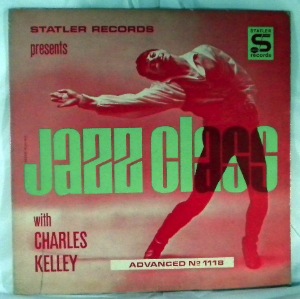 STATLER RECORDS
presents
STATLER
S
records
jazz class
with
CHARLES
KELLEY
ADVANCED Nº 1118